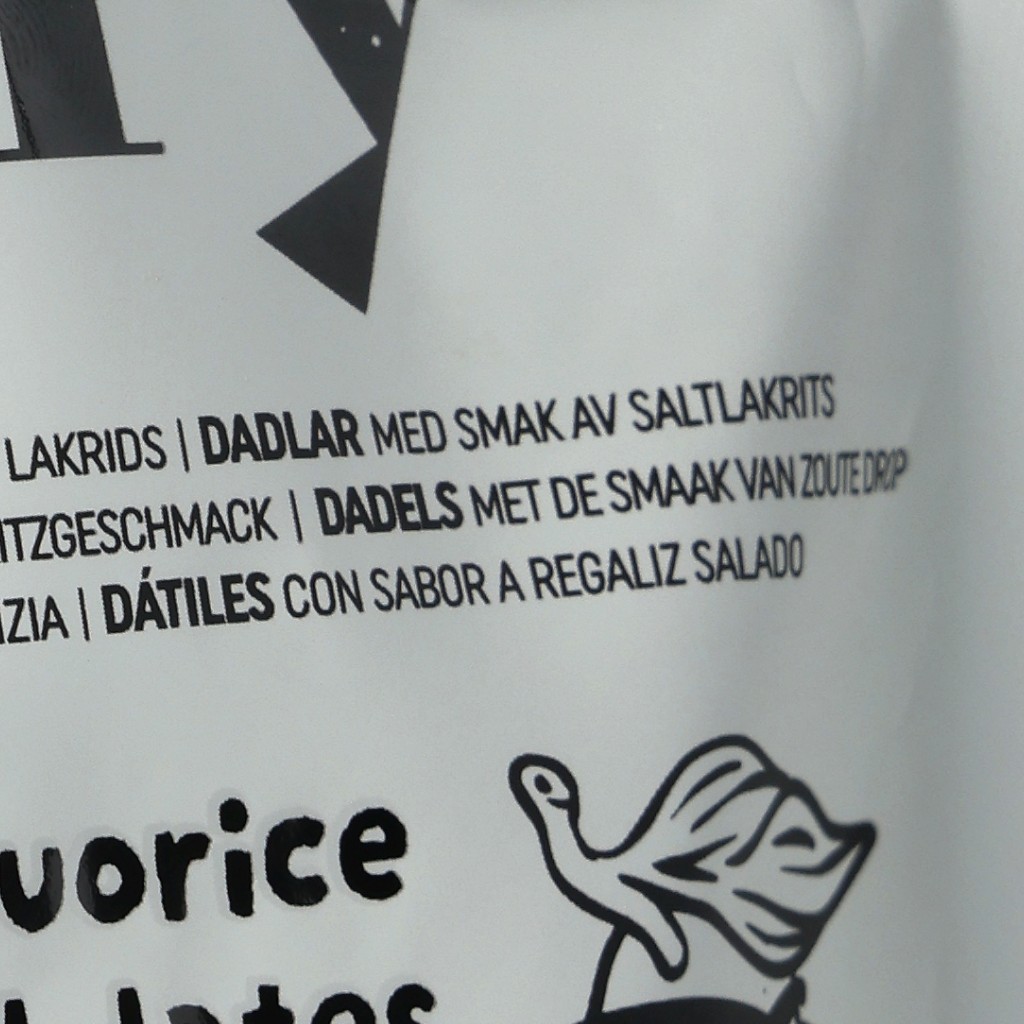 LAKRIDS | DADLAR MED SMAK AV SALTLAKRITS
ITZGESCHMACK | DADELS MET DE SMAAK VAN ZOUTE DROP
IZIA | DÁTILES CON SABOR A REGALIZ SALADO
uorice